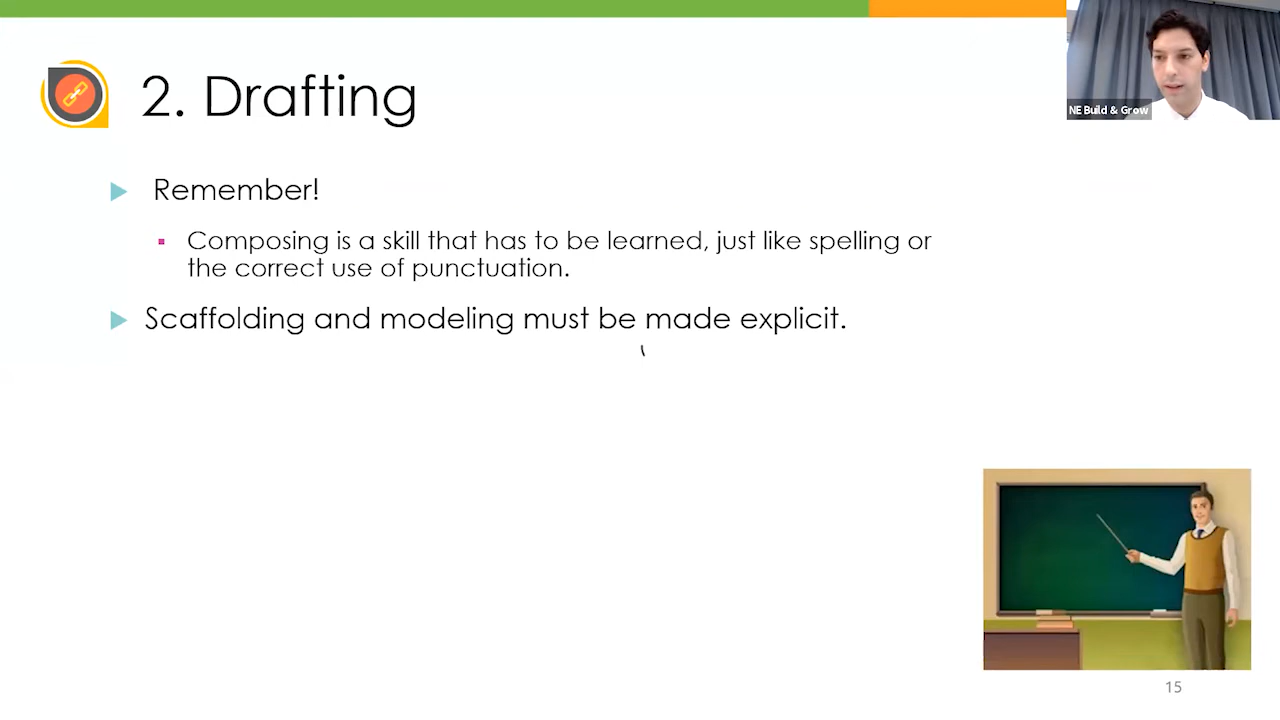 NE Build & Grow
2. Drafting
Remember!
Composing is a skill that has to be learned, just like spelling or
the correct use of punctuation.
Scaffolding and modeling must be made explicit.
15